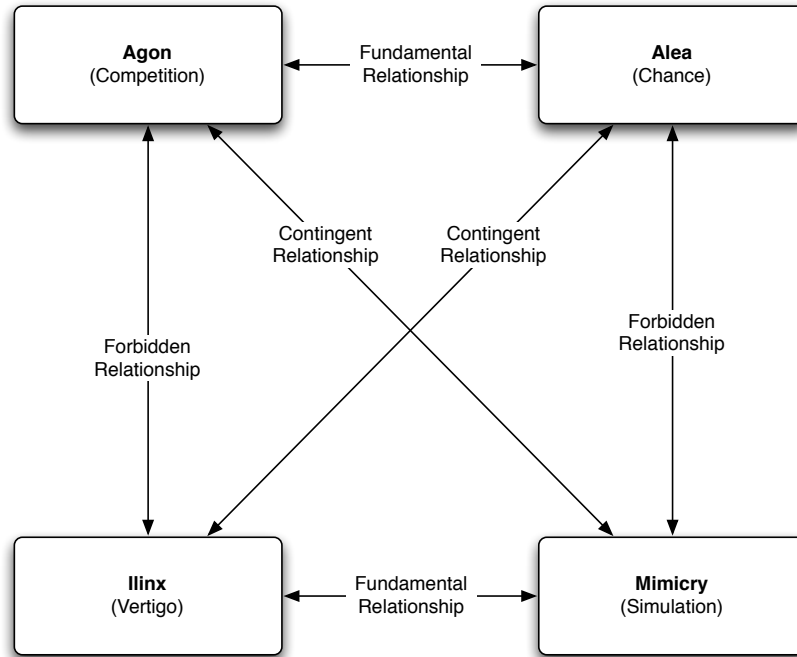 Agon
(Competition)
Fundamental
Relationship
Alea
(Chance)
Contingent
Relationship
Contingent
Relationship
Forbidden
Relationship
Forbidden
Relationship
Ilinx
(Vertigo)
Fundamental
Relationship
Mimicry
(Simulation)